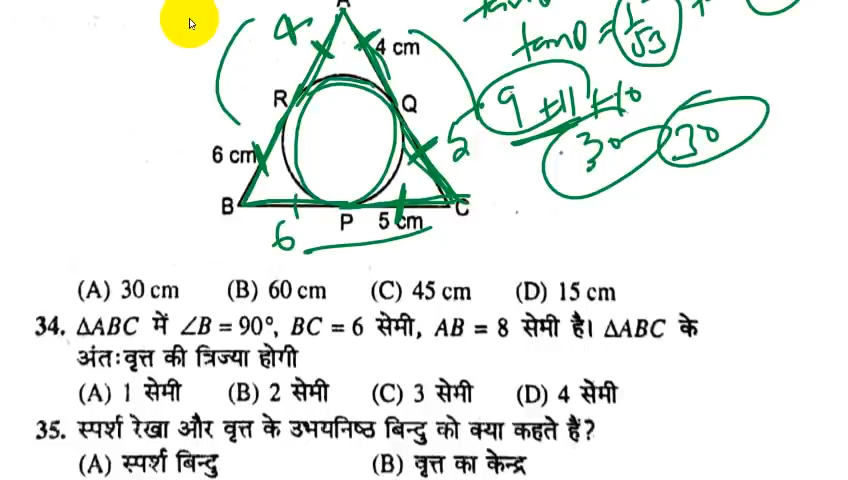 A
4
4 cm
tanθ = 1/√3
R
Q
9 + 11 + 10
5
30
30
6 cm
B
P
5 cm
C
6
(A) 30 cm (B) 60 cm (C) 45 cm (D) 15 cm
34. ΔABC में ∠B = 90°, BC = 6 सेमी, AB = 8 सेमी है। ΔABC के
अंतःवृत्त की त्रिज्या होगी
(A) 1 सेमी (B) 2 सेमी (C) 3 सेमी (D) 4 सेमी
35. स्पर्श रेखा और वृत्त के उभयनिष्ठ बिन्दु को क्या कहते हैं?
(A) स्पर्श बिन्दु (B) वृत्त का केन्द्र